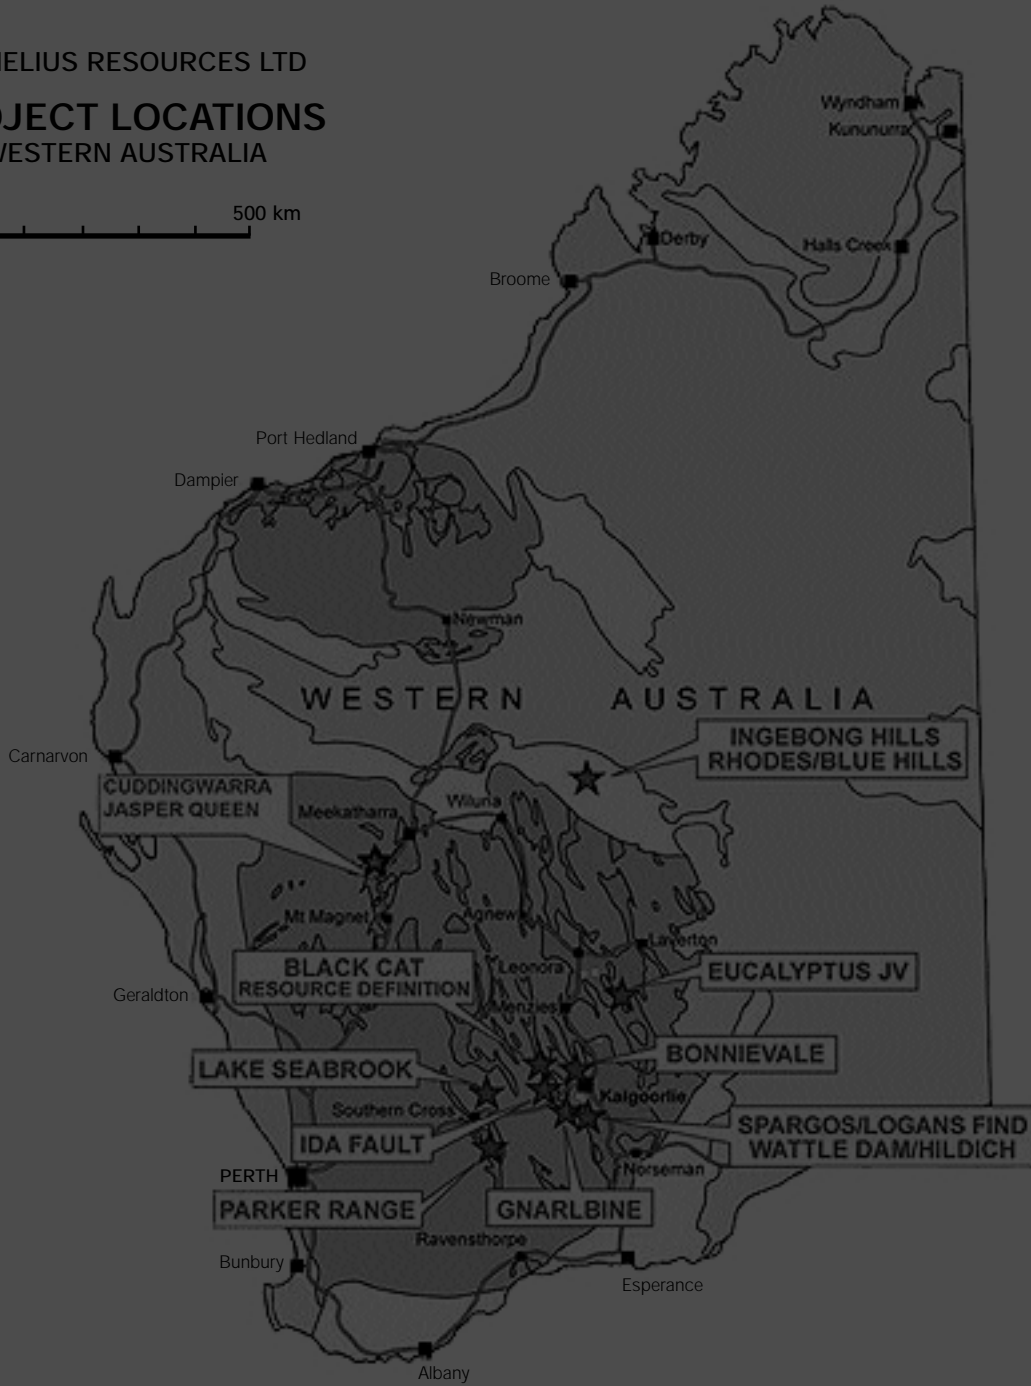 HELIUS RESOURCES LTD
JECT LOCATIONS
WESTERN AUSTRALIA
500 km
Wyndham
Kununurra
Derby
Halls Creek
Broome
Port Hedland
Dampier
Newman
WESTERN AUSTRALIA
INGEBONG HILLS
RHODES/BLUE HILLS
Carnarvon
CUDDINGWARRA
JASPER QUEEN
Wiluna
Meekatharra
Mt Magnet
Agnew
Laverton
BLACK CAT
RESOURCE DEFINITION
Leonora
EUCALYPTUS JV
Geraldton
Menzies
BONNIEVALE
LAKE SEABROOK
Kalgoorlie
Southern Cross
SPARGOS/LOGANS FIND
WATTLE DAM/HILDICH
IDA FAULT
Norseman
PERTH
PARKER RANGE
GNARLBINE
Ravensthorpe
Bunbury
Esperance
Albany